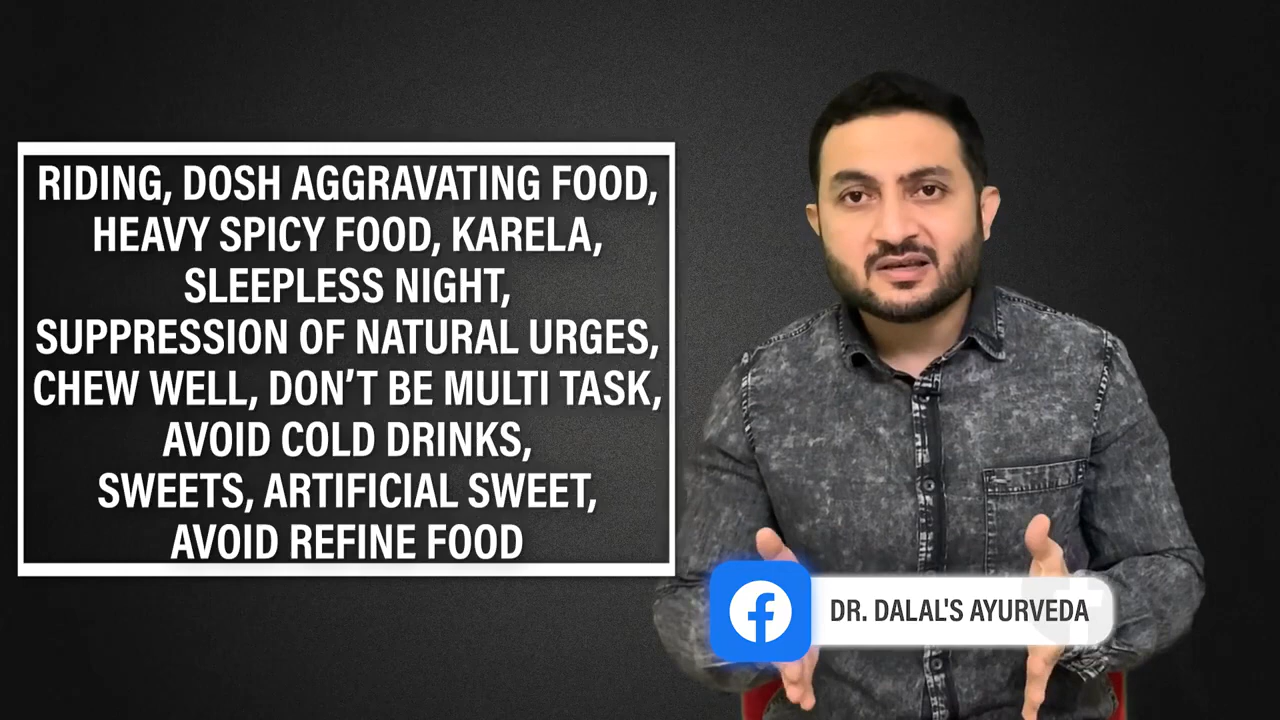 RIDING, DOSH AGGRAVATING FOOD,
HEAVY SPICY FOOD, KARELA,
SLEEPLESS NIGHT,
SUPPRESSION OF NATURAL URGES,
CHEW WELL, DON'T BE MULTI TASK,
AVOID COLD DRINKS,
SWEETS, ARTIFICIAL SWEET,
AVOID REFINE FOOD
DR. DALAL'S AYURVEDA